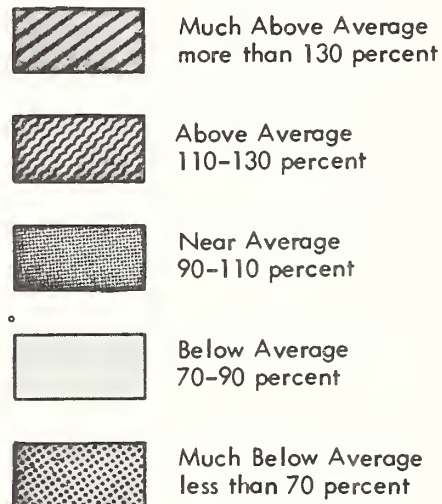 Much Above Average
more than 130 percent
Above Average
110-130 percent
Near Average
90-110 percent
Below Average
70-90 percent
Much Below Average
less than 70 percent